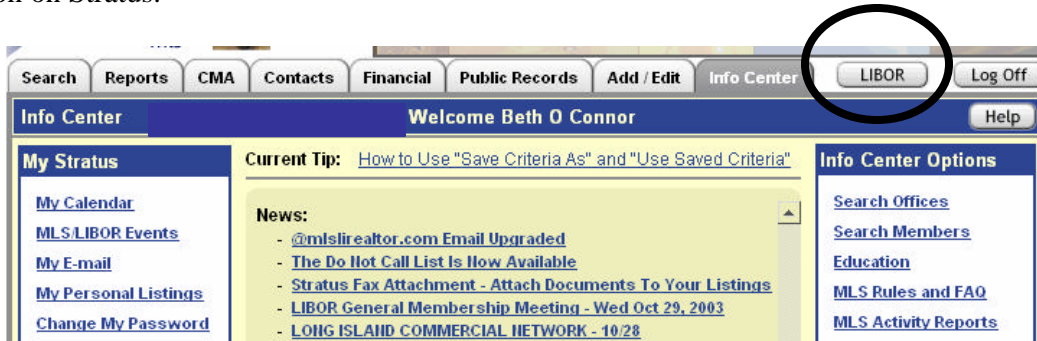 on on Stratus.
Search Reports CMA Contacts Financial Public Records Add / Edit Info Center LIBOR Log Off
Info Center Welcome Beth O Connor Help
My Stratus
My Calendar
MLS/LIBOR Events
My E-mail
My Personal Listings
Change My Password
Current Tip: How to Use "Save Criteria As" and "Use Saved Criteria"
News:
- @mlslirealtor.com Email Upgraded
- The Do Not Call List Is Now Available
- Stratus Fax Attachment - Attach Documents To Your Listings
- LIBOR General Membership Meeting - Wed Oct 29, 2003
- LONG ISLAND COMMERCIAL NETWORK - 10/28
Info Center Options
Search Offices
Search Members
Education
MLS Rules and FAQ
MLS Activity Reports